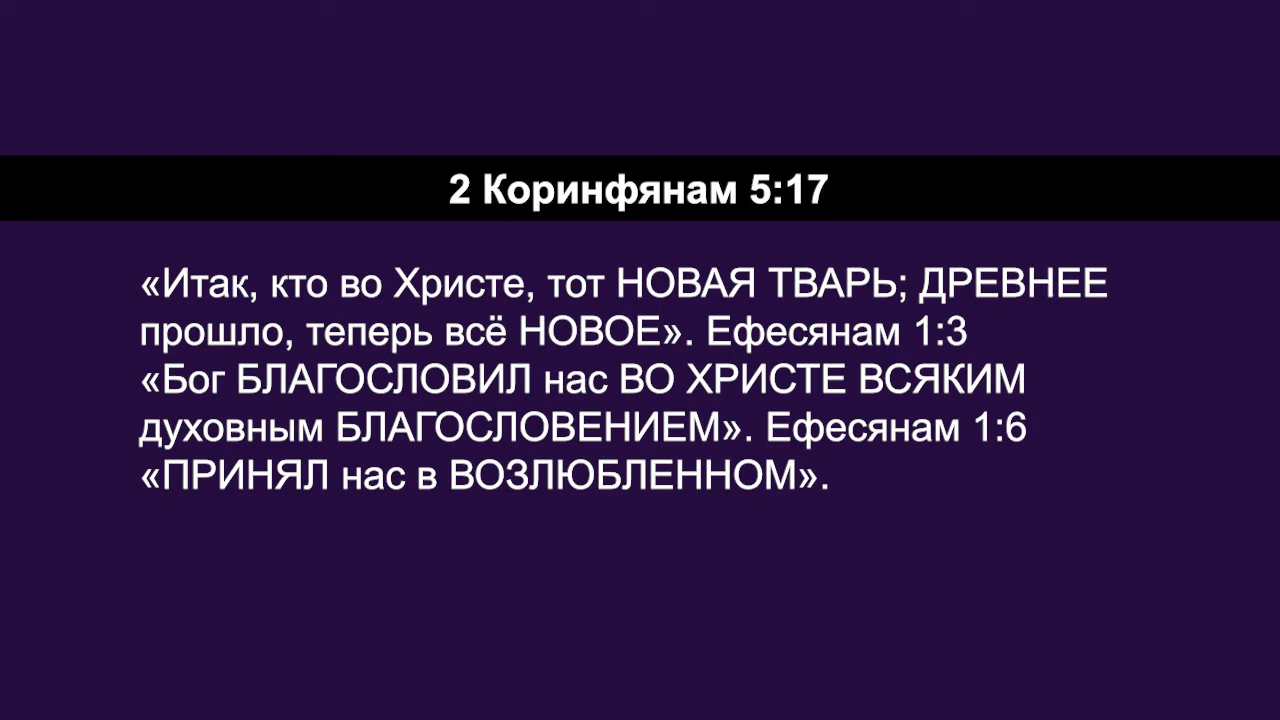 2 Коринфянам 5:17
«Итак, кто во Христе, тот НОВАЯ ТВАРЬ; ДРЕВНЕЕ
прошло, теперь всё НОВОЕ». Ефесянам 1:3
«Бог БЛАГОСЛОВИЛ нас ВО ХРИСТЕ ВСЯКИМ
духовным БЛАГОСЛОВЕНИЕМ». Ефесянам 1:6
«ПРИНЯЛ нас в ВОЗЛЮБЛЕННОМ».